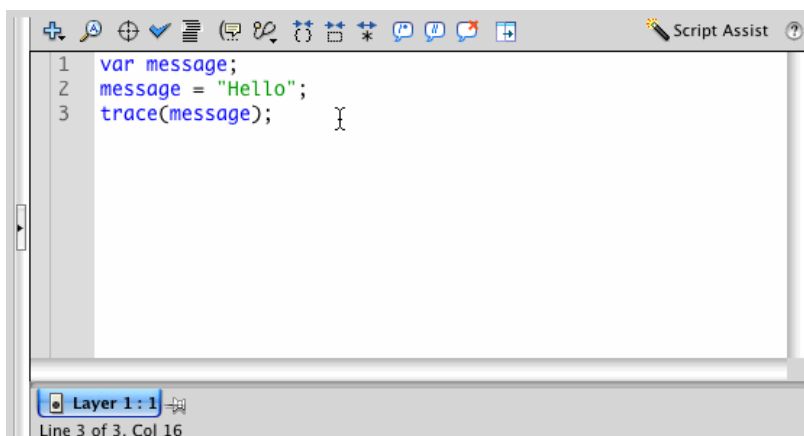 Script Assist
1 var message;
2 message = "Hello";
3 trace(message);
Layer 1 : 1
Line 3 of 3, Col 16